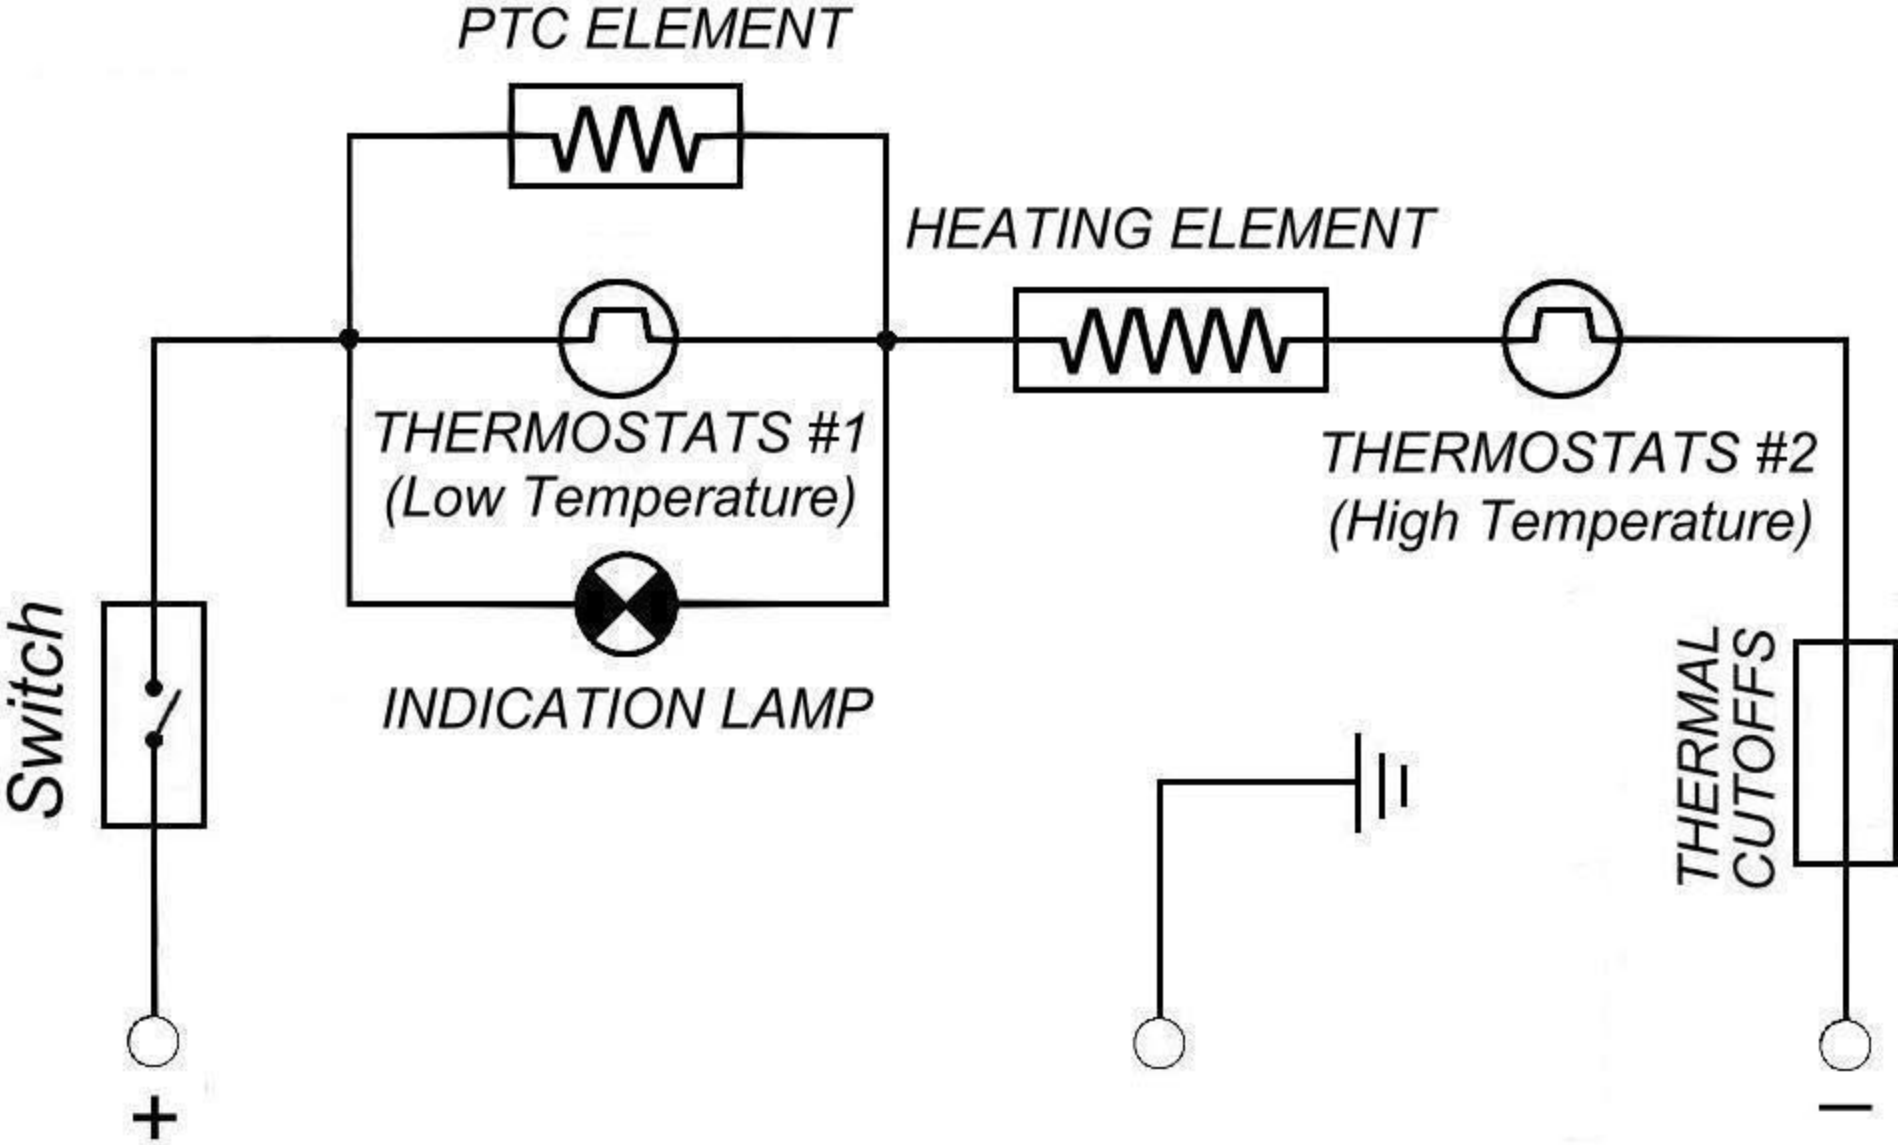 PTC ELEMENT
HEATING ELEMENT
THERMOSTATS #1
(Low Temperature)
THERMOSTATS #2
(High Temperature)
Switch
INDICATION LAMP
THERMAL
CUTOFFS
+
–